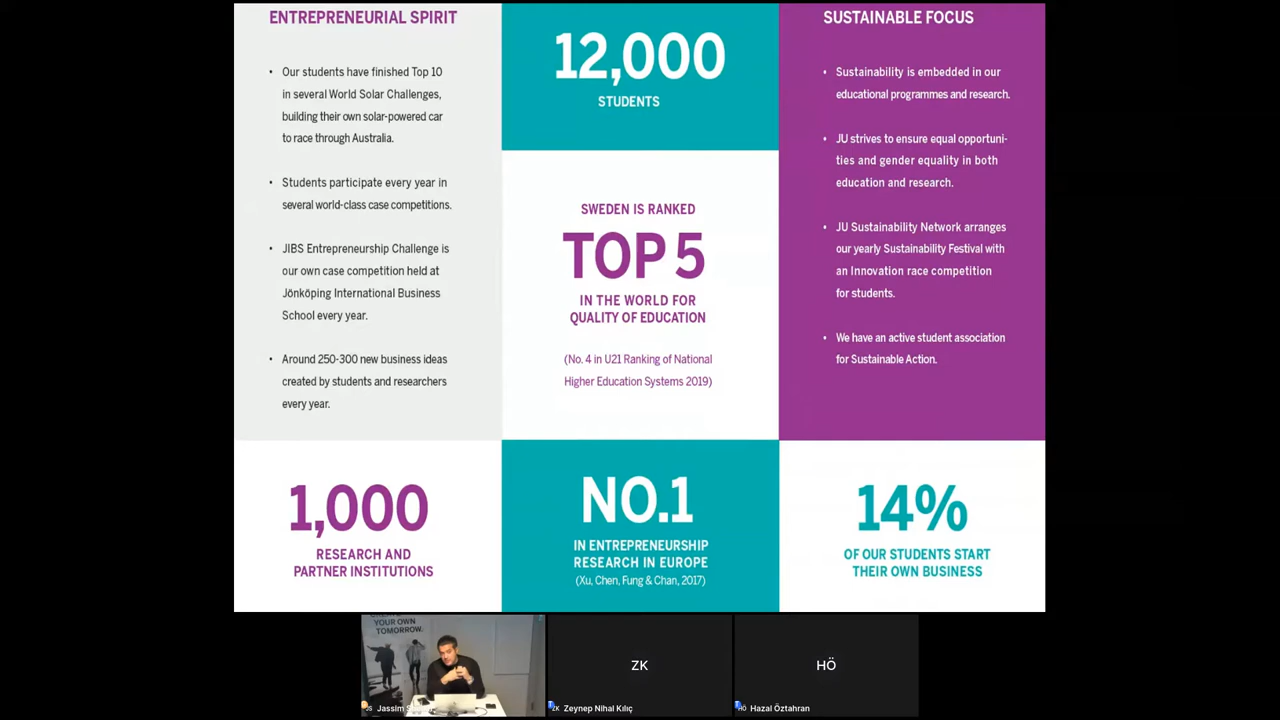 ENTREPRENEURIAL SPIRIT
• Our students have finished Top 10
in several World Solar Challenges,
building their own solar-powered car
to race through Australia.
• Students participate every year in
several world-class case competitions.
• JIBS Entrepreneurship Challenge is
our own case competition held at
Jönköping International Business
School every year.
• Around 250-300 new business ideas
created by students and researchers
every year.
12,000
STUDENTS
SWEDEN IS RANKED
TOP 5
IN THE WORLD FOR
QUALITY OF EDUCATION
(No. 4 in U21 Ranking of National
Higher Education Systems 2019)
SUSTAINABLE FOCUS
• Sustainability is embedded in our
educational programmes and research.
• JU strives to ensure equal opportuni-
ties and gender equality in both
education and research.
• JU Sustainability Network arranges
our yearly Sustainability Festival with
an Innovation race competition
for students.
• We have an active student association
for Sustainable Action.
1,000
RESEARCH AND
PARTNER INSTITUTIONS
NO.1
IN ENTREPRENEURSHIP
RESEARCH IN EUROPE
(Xu, Chen, Fung & Chan, 2017)
14%
OF OUR STUDENTS START
THEIR OWN BUSINESS
YOUR OWN
TOMORROW.
JS Jassim
ZK
ZK Zeynep Nihal Kılıç
HÖ
HÖ Hazal Öztahran